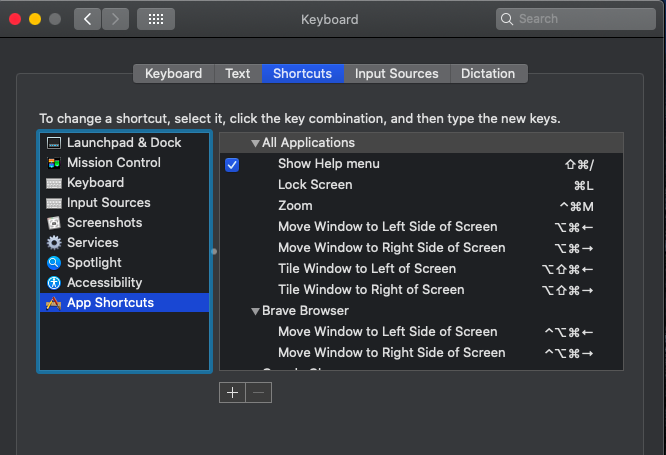 Keyboard
Search
Keyboard Text Shortcuts Input Sources Dictation
To change a shortcut, select it, click the key combination, and then type the new keys.
Launchpad & Dock
Mission Control
Keyboard
Input Sources
Screenshots
Services
Spotlight
Accessibility
App Shortcuts
All Applications
Show Help menu ⇧⌘/
Lock Screen ⌘L
Zoom ^⌘M
Move Window to Left Side of Screen ⌥⌘←
Move Window to Right Side of Screen ⌥⌘→
Tile Window to Left of Screen ⌥⇧⌘←
Tile Window to Right of Screen ⌥⇧⌘→
Brave Browser
Move Window to Left Side of Screen ^⌥⌘←
Move Window to Right Side of Screen ^⌥⌘→